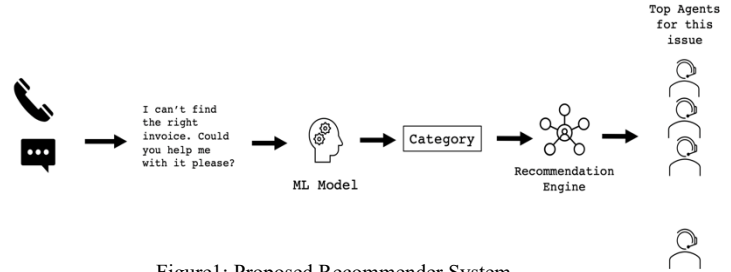 Top Agents
for this
issue
I can't find
the right
invoice. Could
you help me
with it please?
ML Model
Category
Recommendation
Engine
Figure1: Proposed Recommender System